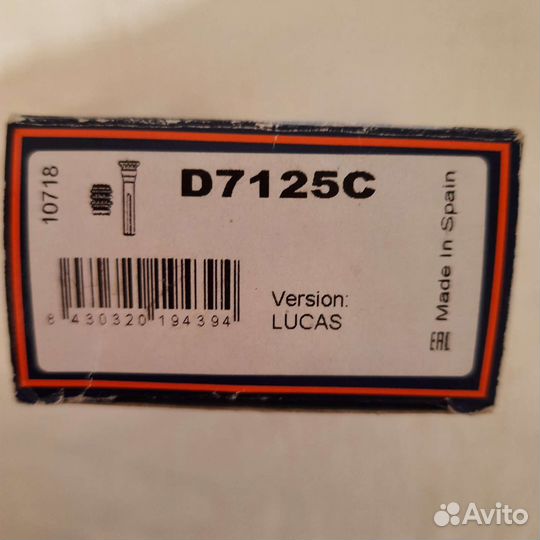 10718
D7125C
8 430320 194394
Version:
LUCAS
Made In Spain
EAC
Avito